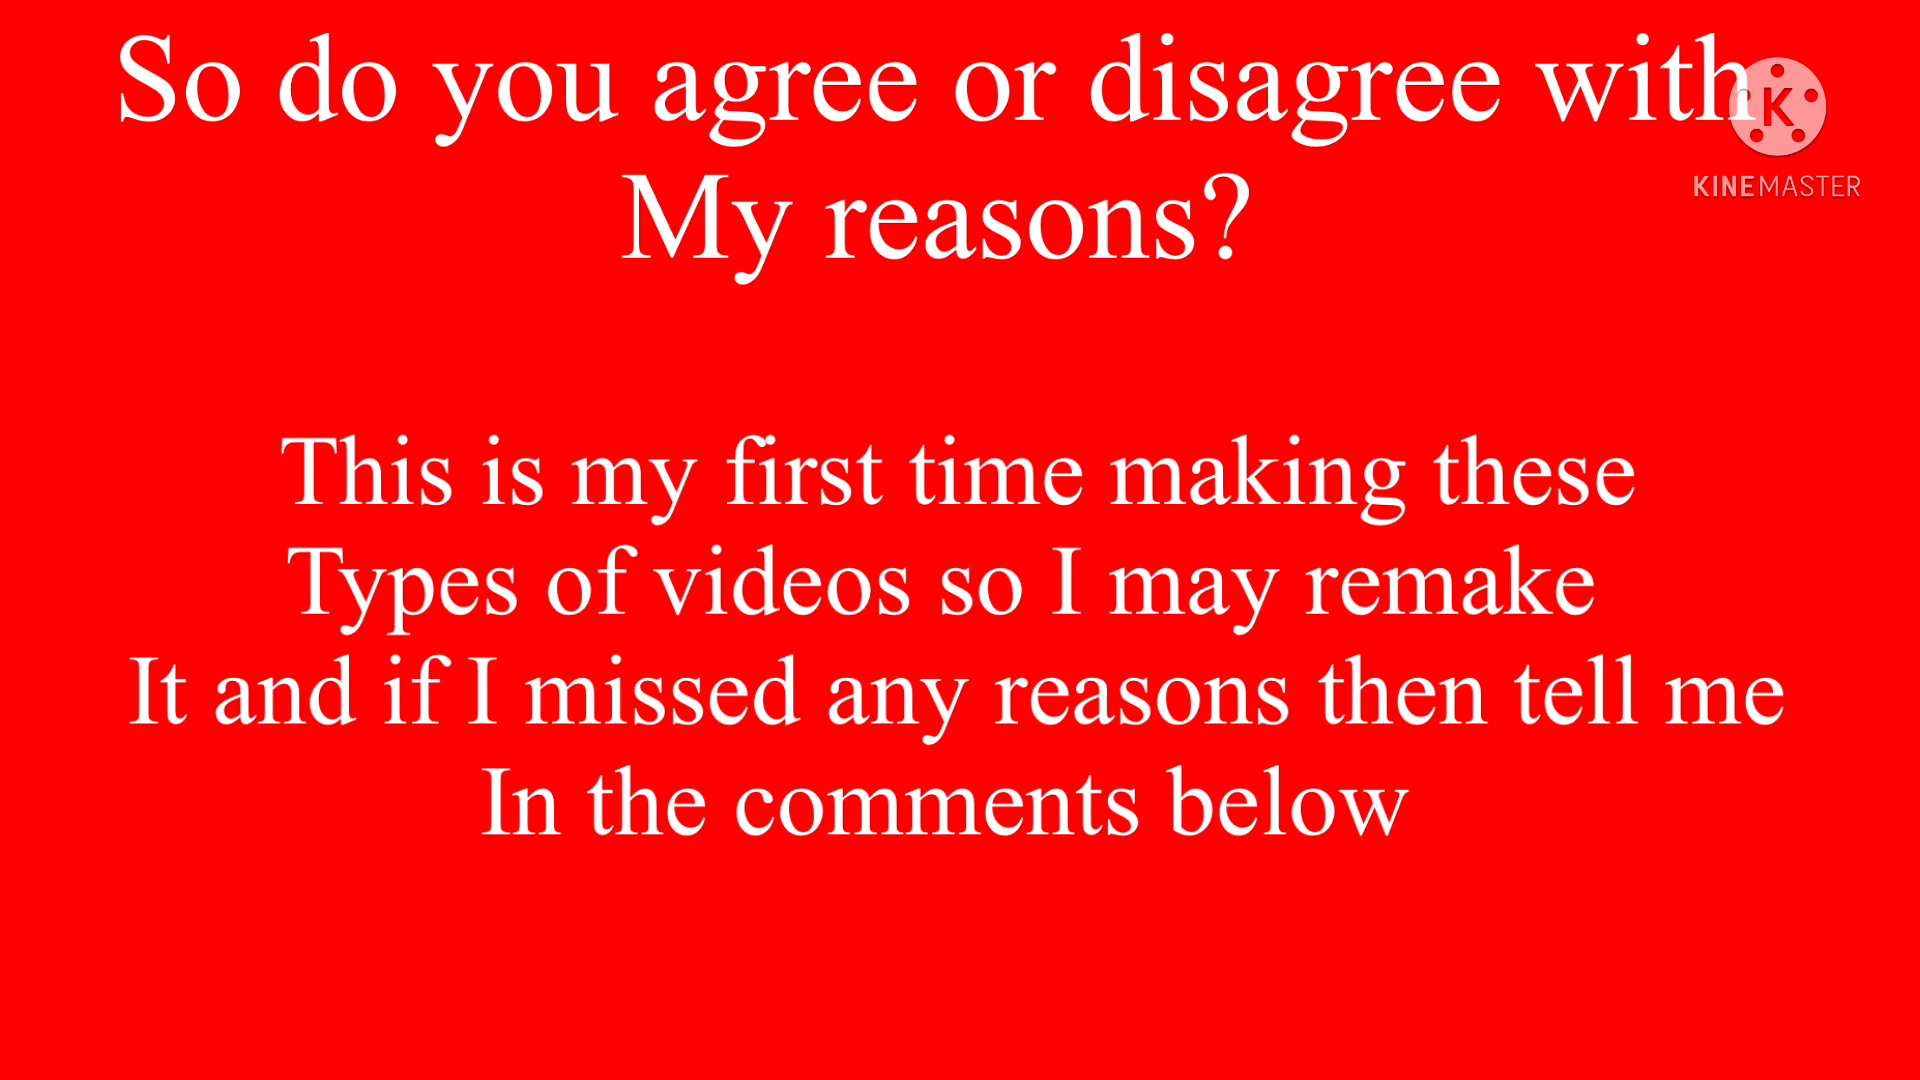 So do you agree or disagree with
My reasons?
K
KINEMASTER
This is my first time making these
Types of videos so I may remake
It and if I missed any reasons then tell me
In the comments below